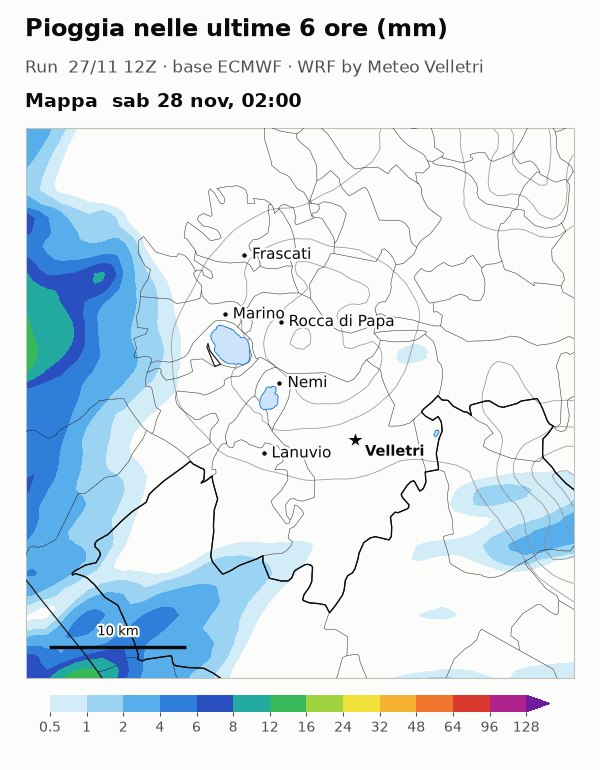 Pioggia nelle ultime 6 ore (mm)
Run  27/11 12Z · base ECMWF · WRF by Meteo Velletri
Mappa  sab 28 nov, 02:00
Frascati
Marino
Rocca di Papa
Nemi
Velletri
Lanuvio
10 km
0.5 1 2 4 6 8 12 16 24 32 48 64 96 128